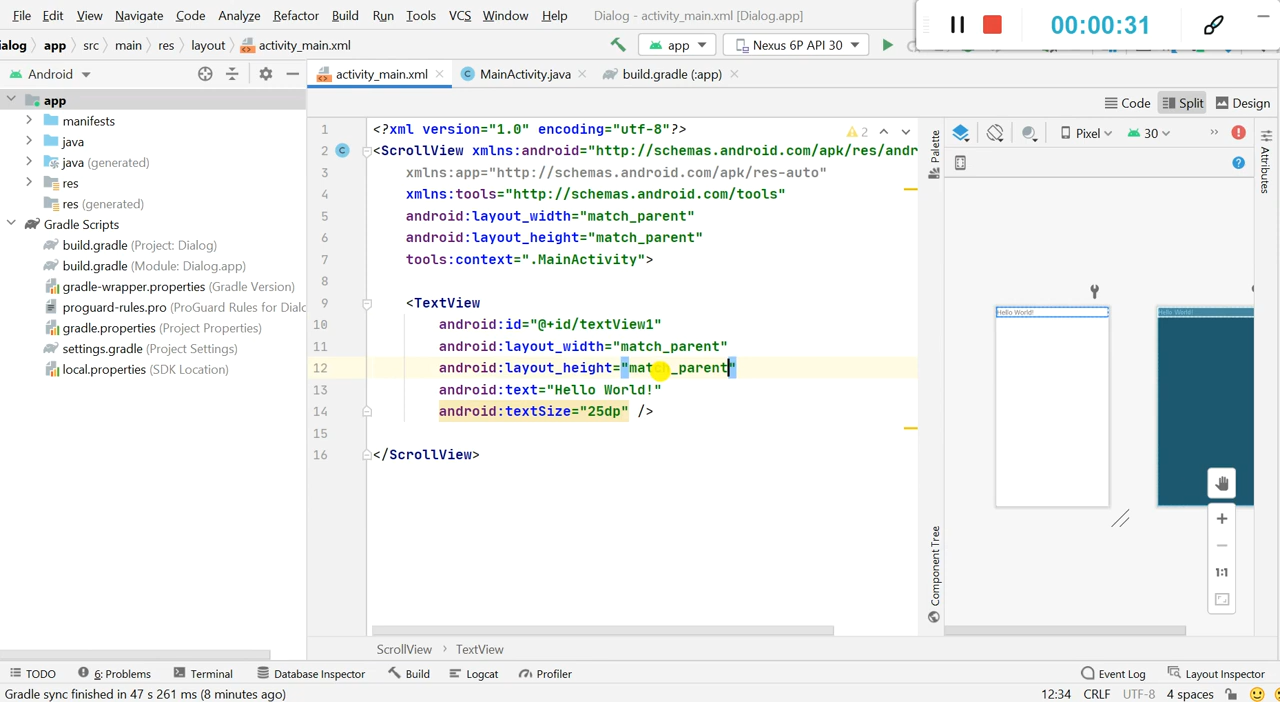 File Edit View Navigate Code Analyze Refactor Build Run Tools VCS Window Help Dialog - activity_main.xml [Dialog.app]
00:00:31
ialog app src main res layout activity_main.xml
app Nexus 6P API 30
Android
activity_main.xml MainActivity.java build.gradle (:app)
Code Split Design
app
manifests
java
java (generated)
res
res (generated)
Gradle Scripts
build.gradle (Project: Dialog)
build.gradle (Module: Dialog.app)
gradle-wrapper.properties (Gradle Version)
proguard-rules.pro (ProGuard Rules for Dialo
gradle.properties (Project Properties)
settings.gradle (Project Settings)
local.properties (SDK Location)
1 <?xml version="1.0" encoding="utf-8"?>
2 <ScrollView xmlns:android="http://schemas.android.com/apk/res/andr
3 xmlns:app="http://schemas.android.com/apk/res-auto"
4 xmlns:tools="http://schemas.android.com/tools"
5 android:layout_width="match_parent"
6 android:layout_height="match_parent"
7 tools:context=".MainActivity">
8
9 <TextView
10 android:id="@+id/textView1"
11 android:layout_width="match_parent"
12 android:layout_height="match_parent"
13 android:text="Hello World!"
14 android:textSize="25dp" />
15
16 </ScrollView>
2
Palette
Component Tree
Pixel 30
Attributes
Hello World!
Hello World!
1:1
ScrollView TextView
TODO 6: Problems Terminal Database Inspector Build Logcat Profiler Event Log Layout Inspector
Gradle sync finished in 47 s 261 ms (8 minutes ago) 12:34 CRLF UTF-8 4 spaces